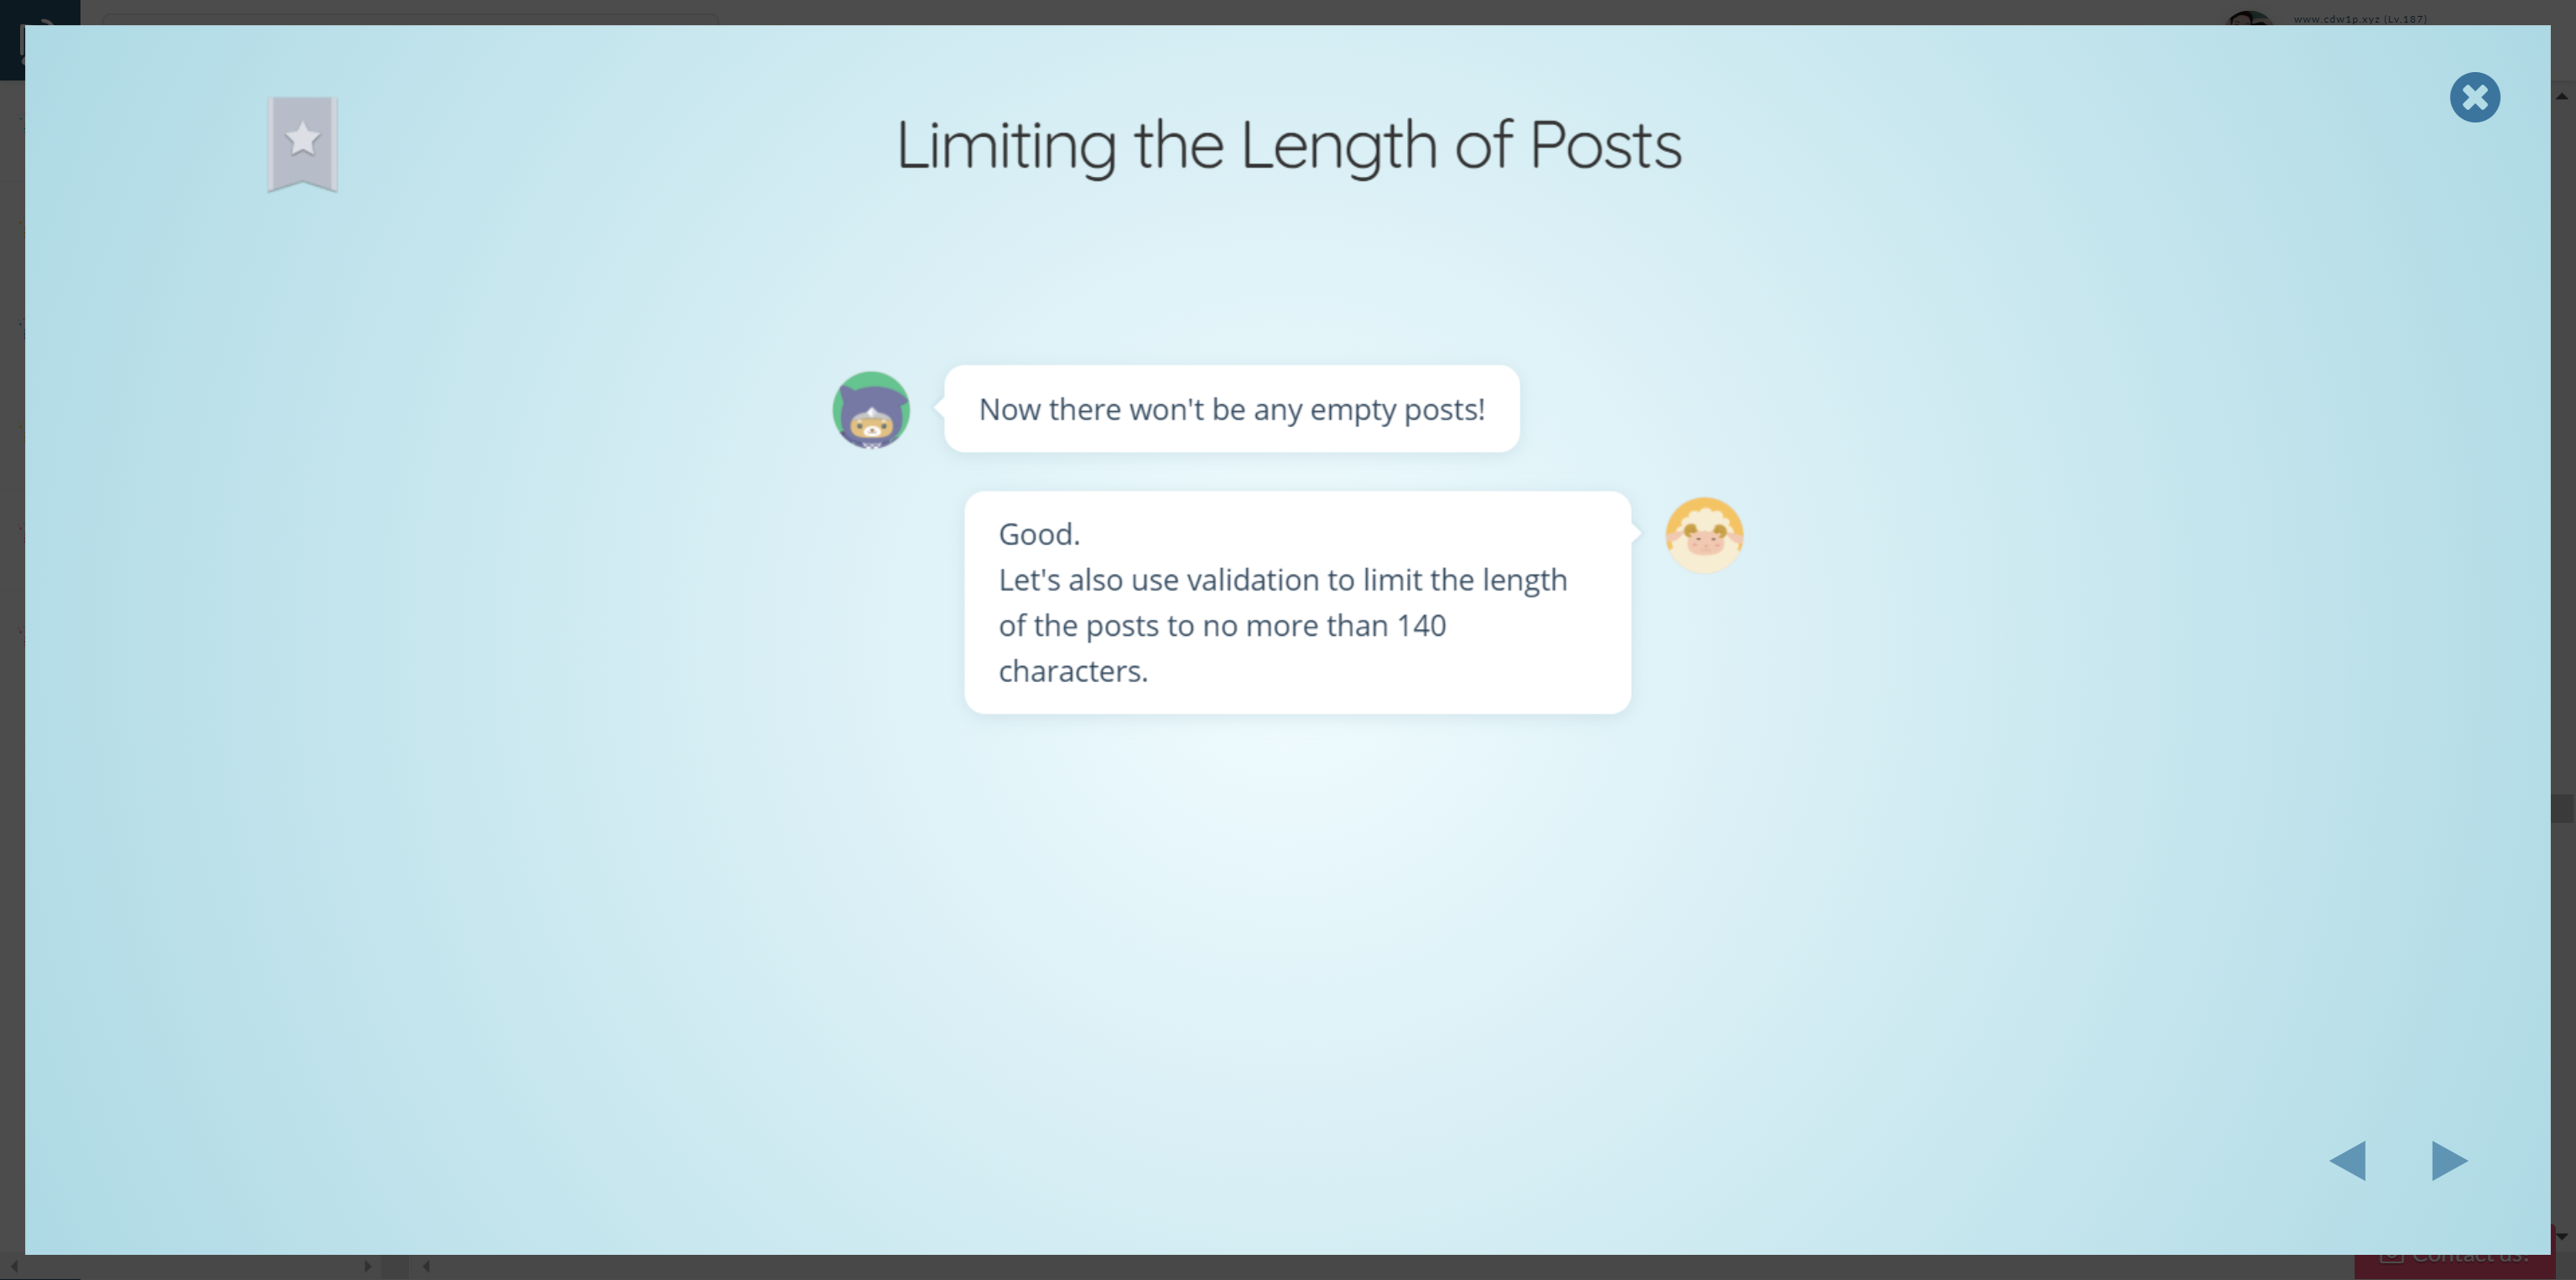 www.cdw1p.xyz (Lv.187)
Limiting the Length of Posts
Now there won't be any empty posts!
Good.
Let's also use validation to limit the length
of the posts to no more than 140
characters.
Contact us!